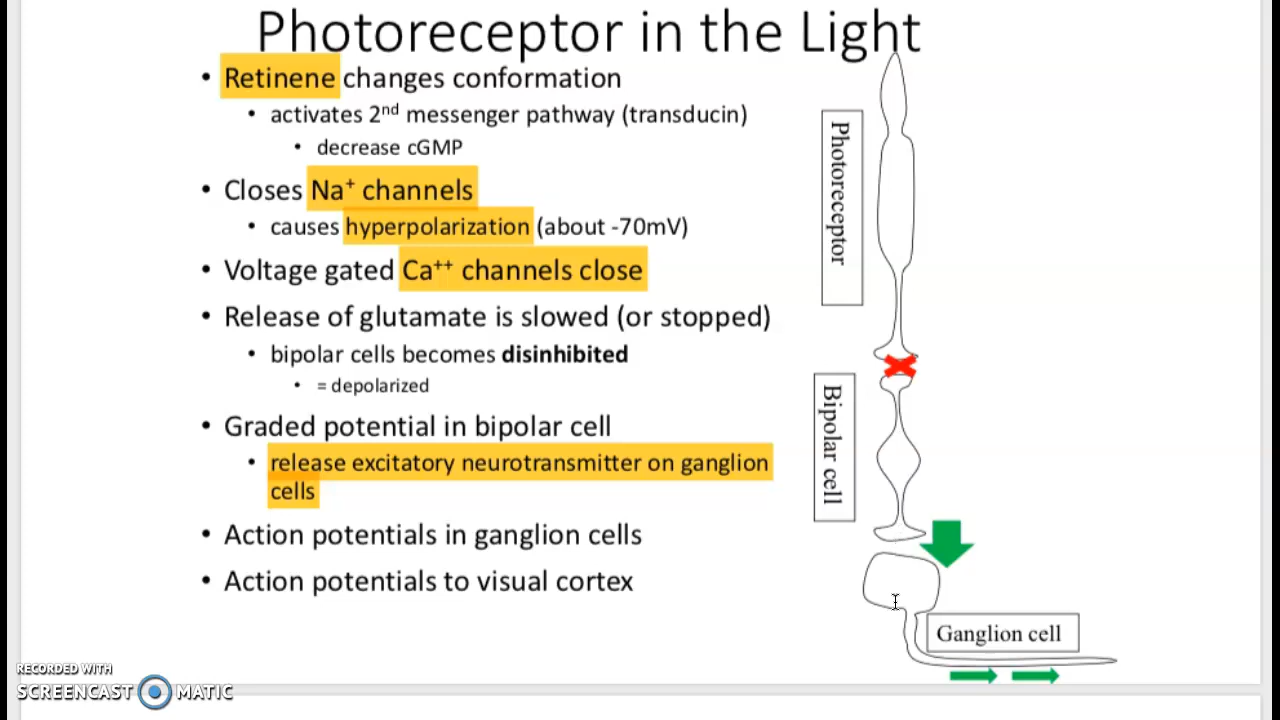 Photoreceptor in the Light
• Retinene changes conformation
• activates 2nd messenger pathway (transducin)
• decrease cGMP
• Closes Na+ channels
• causes hyperpolarization (about -70mV)
• Voltage gated Ca++ channels close
• Release of glutamate is slowed (or stopped)
• bipolar cells becomes disinhibited
• = depolarized
• Graded potential in bipolar cell
• release excitatory neurotransmitter on ganglion
cells
• Action potentials in ganglion cells
• Action potentials to visual cortex
Photoreceptor
Bipolar cell
Ganglion cell
RECORDED WITH
SCREENCAST MATIC